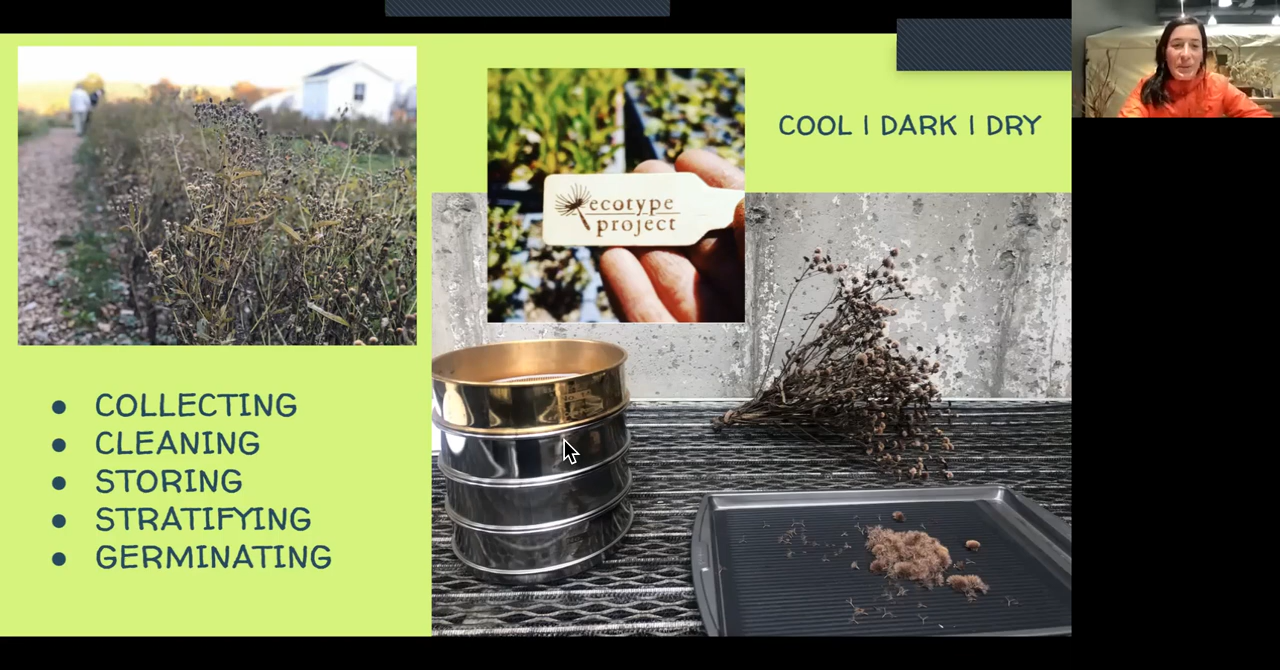 COOL | DARK | DRY
ecotype
project
COLLECTING
CLEANING
STORING
STRATIFYING
GERMINATING